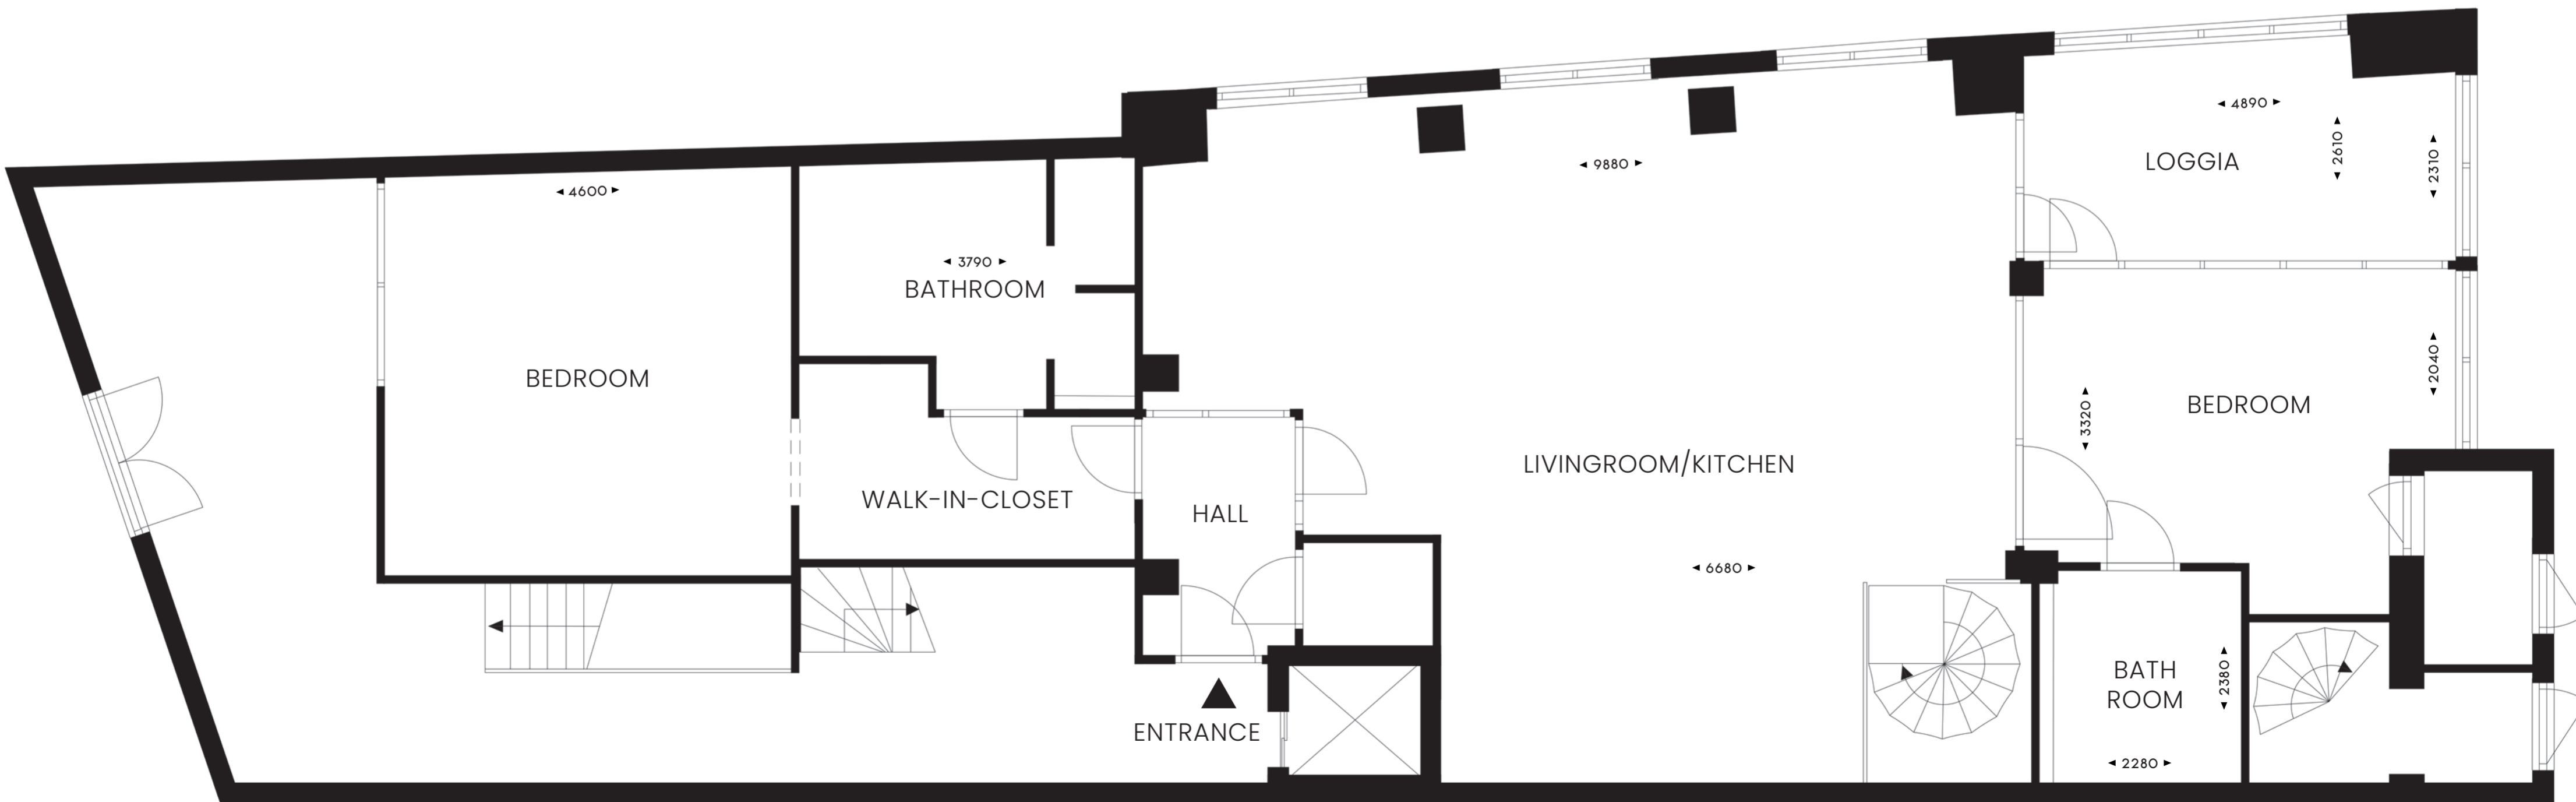 4600
BEDROOM
3790
BATHROOM
WALK-IN-CLOSET
HALL
ENTRANCE
9880
LIVINGROOM/KITCHEN
6680
4890
2610
2310
LOGGIA
3320
2040
BEDROOM
BATH
ROOM
2380
2280